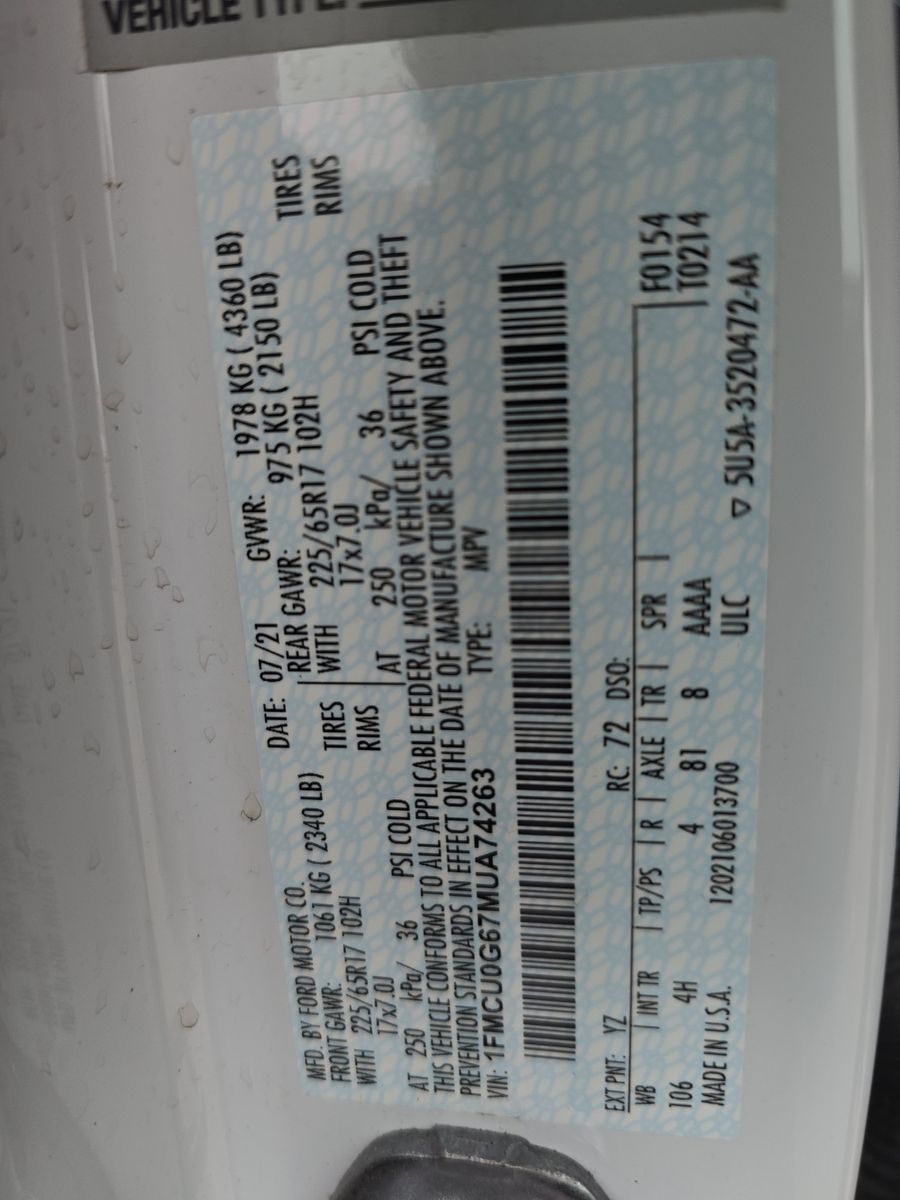 VEHICLE TYPE:
MFD. BY FORD MOTOR CO. DATE: 07/21 GVWR: 1978 KG ( 4360 LB)
FRONT GAWR: 1061 KG ( 2340 LB) REAR GAWR: 975 KG ( 2150 LB)
WITH 225/65R17 102H TIRES WITH 225/65R17 102H TIRES
17x7.0J RIMS 17x7.0J RIMS
AT 250 kPa/ 36 PSI COLD AT 250 kPa/ 36 PSI COLD
THIS VEHICLE CONFORMS TO ALL APPLICABLE FEDERAL MOTOR VEHICLE SAFETY AND THEFT
PREVENTION STANDARDS IN EFFECT ON THE DATE OF MANUFACTURE SHOWN ABOVE.
VIN: 1FMCU0G67MUA74263 TYPE: MPV
EXT PNT: YZ RC: 72 DSO:
WB INT TR TP/PS R AXLE TR SPR F0154
106 4H 4 81 8 AAAA T0214
MADE IN U.S.A. 120210601370​0 ULC ▽ 5U5A-3520472-AA